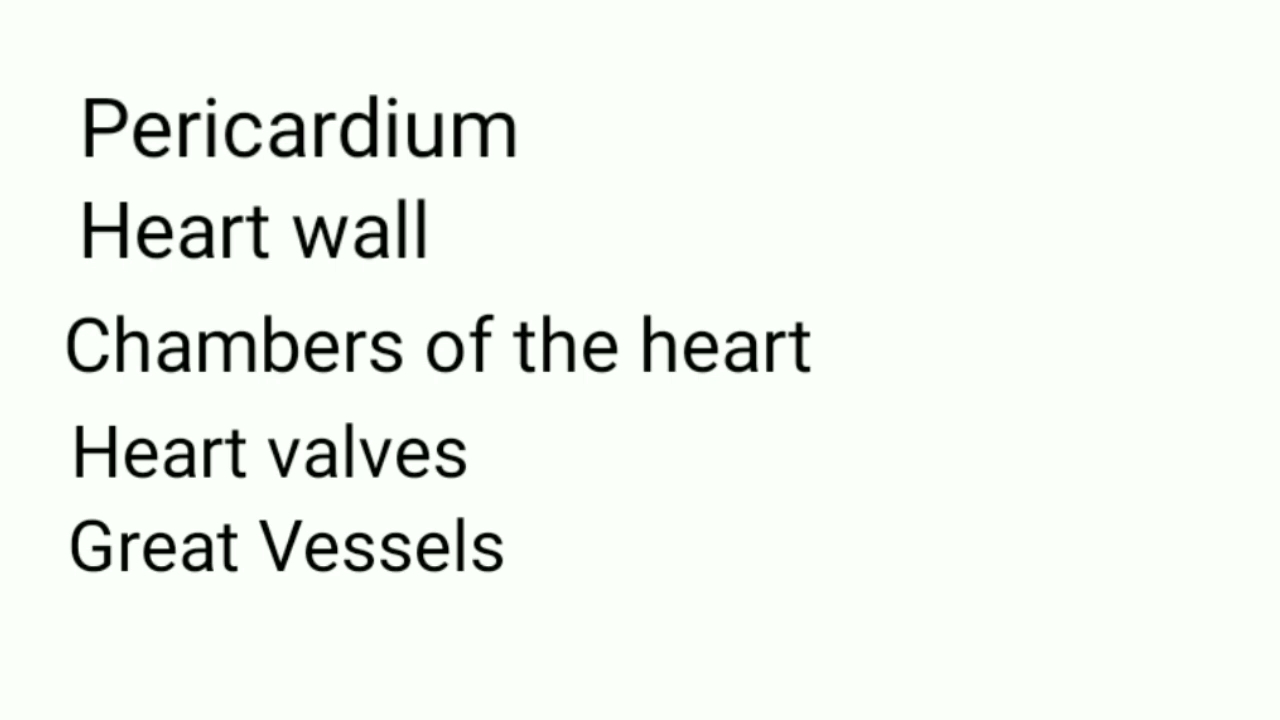 Pericardium
Heart wall
Chambers of the heart
Heart valves
Great Vessels